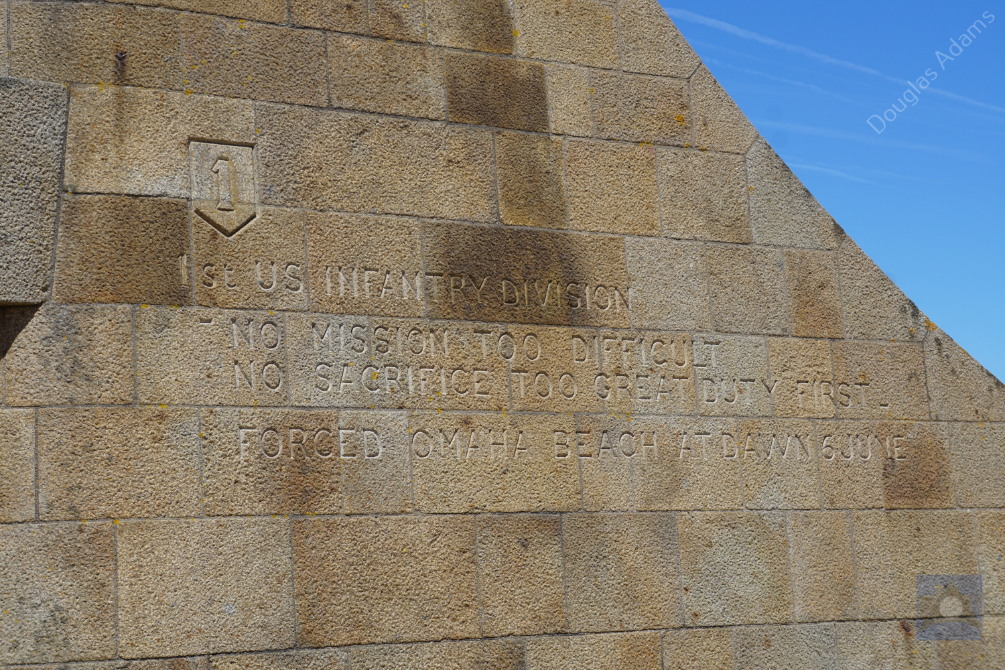 Douglas Adams
1
1st US INFANTRY DIVISION
- NO MISSION TOO DIFFICULT
NO SACRIFICE TOO GREAT DUTY FIRST -
FORCED OMAHA BEACH AT DAWN 6 JUNE